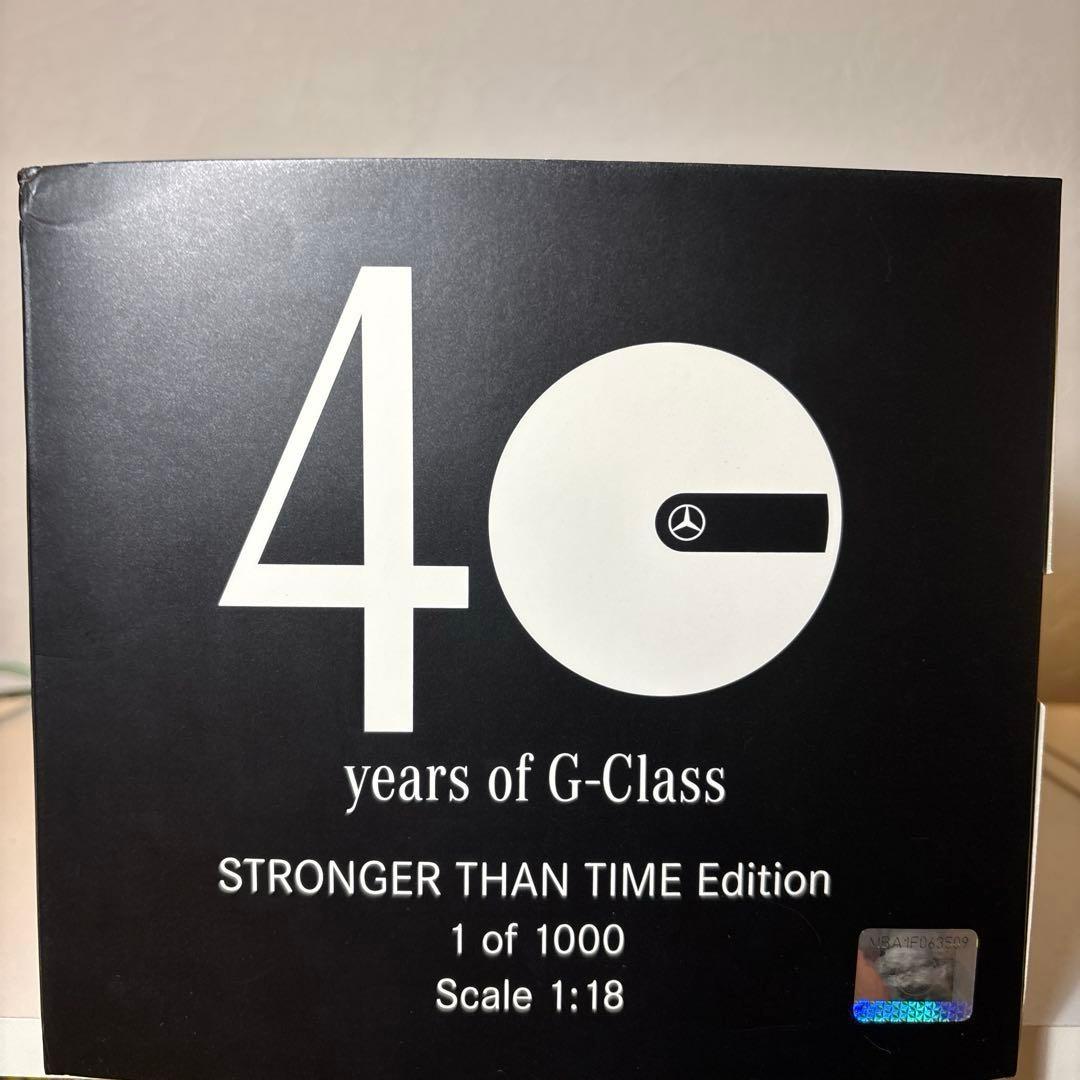 40
years of G-Class
STRONGER THAN TIME Edition
1 of 1000
Scale 1:18